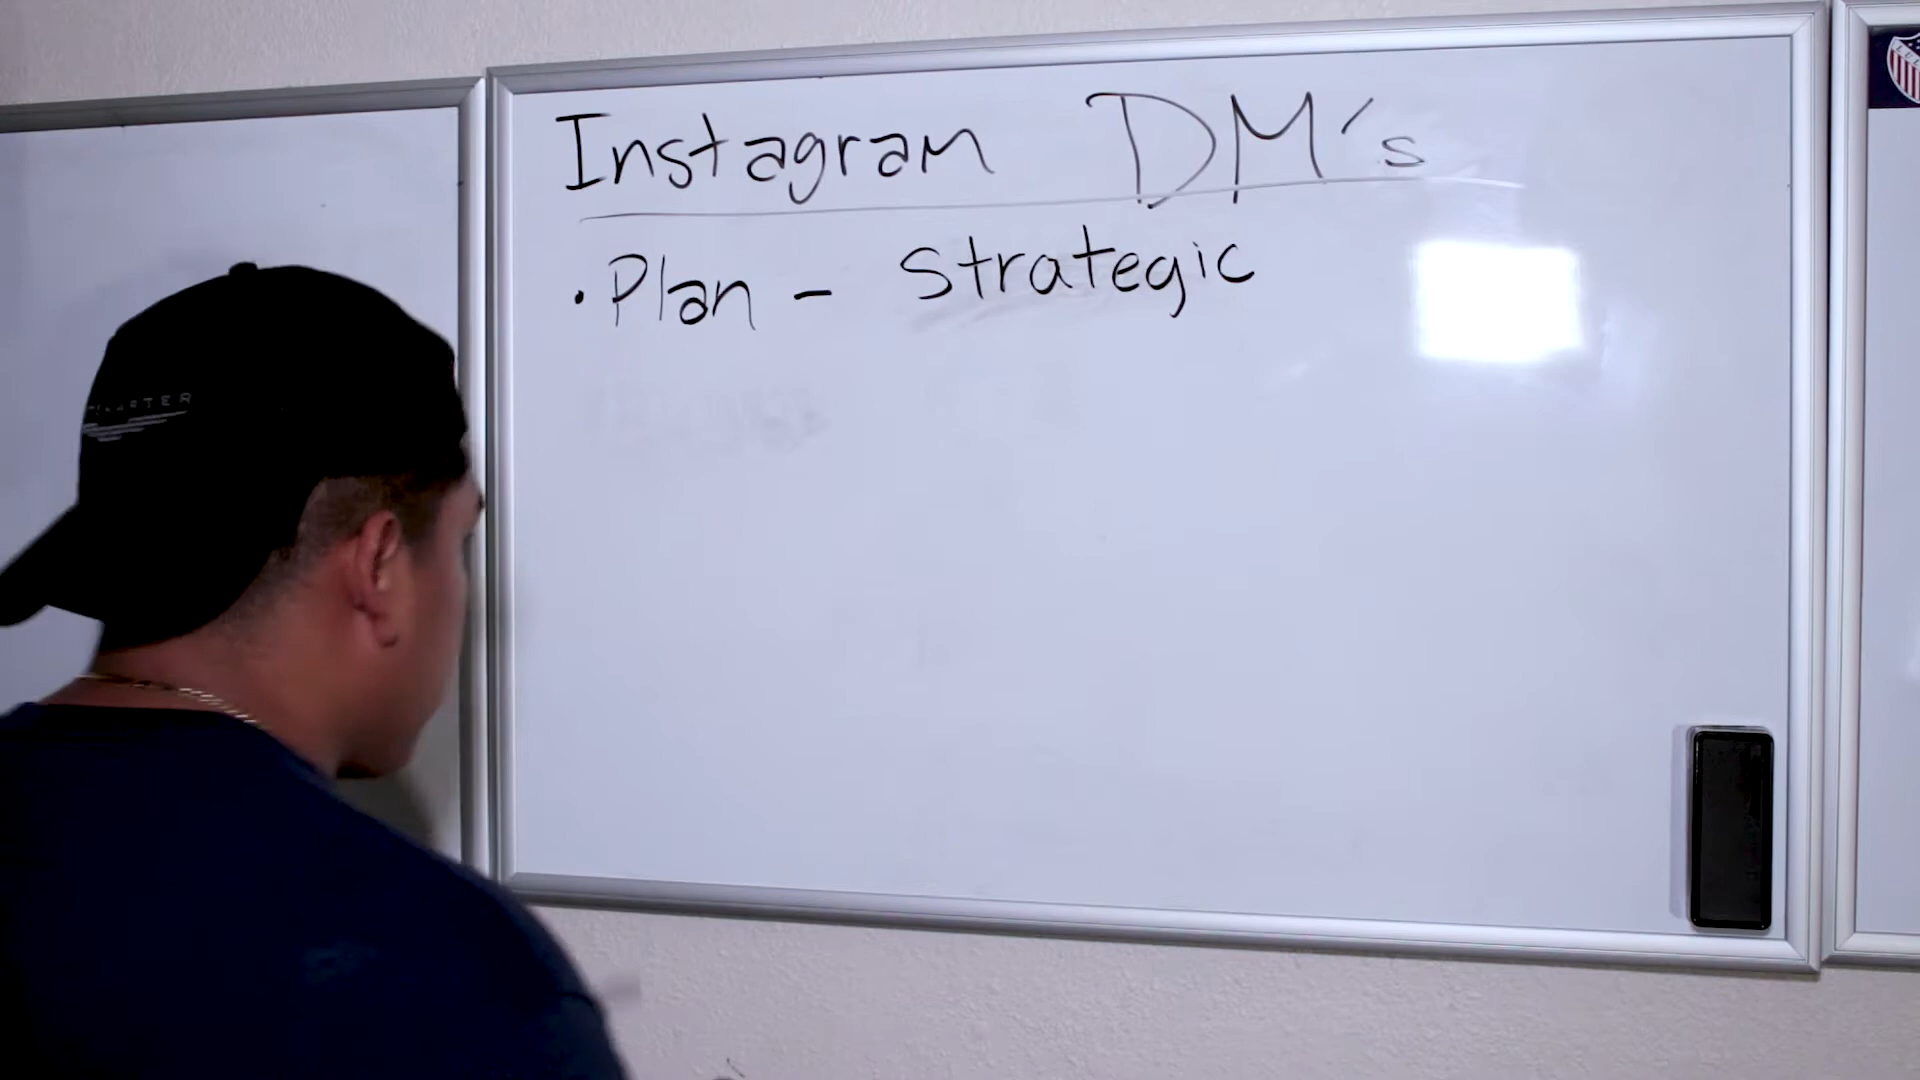 Instagram DM's
• Plan - Strategic